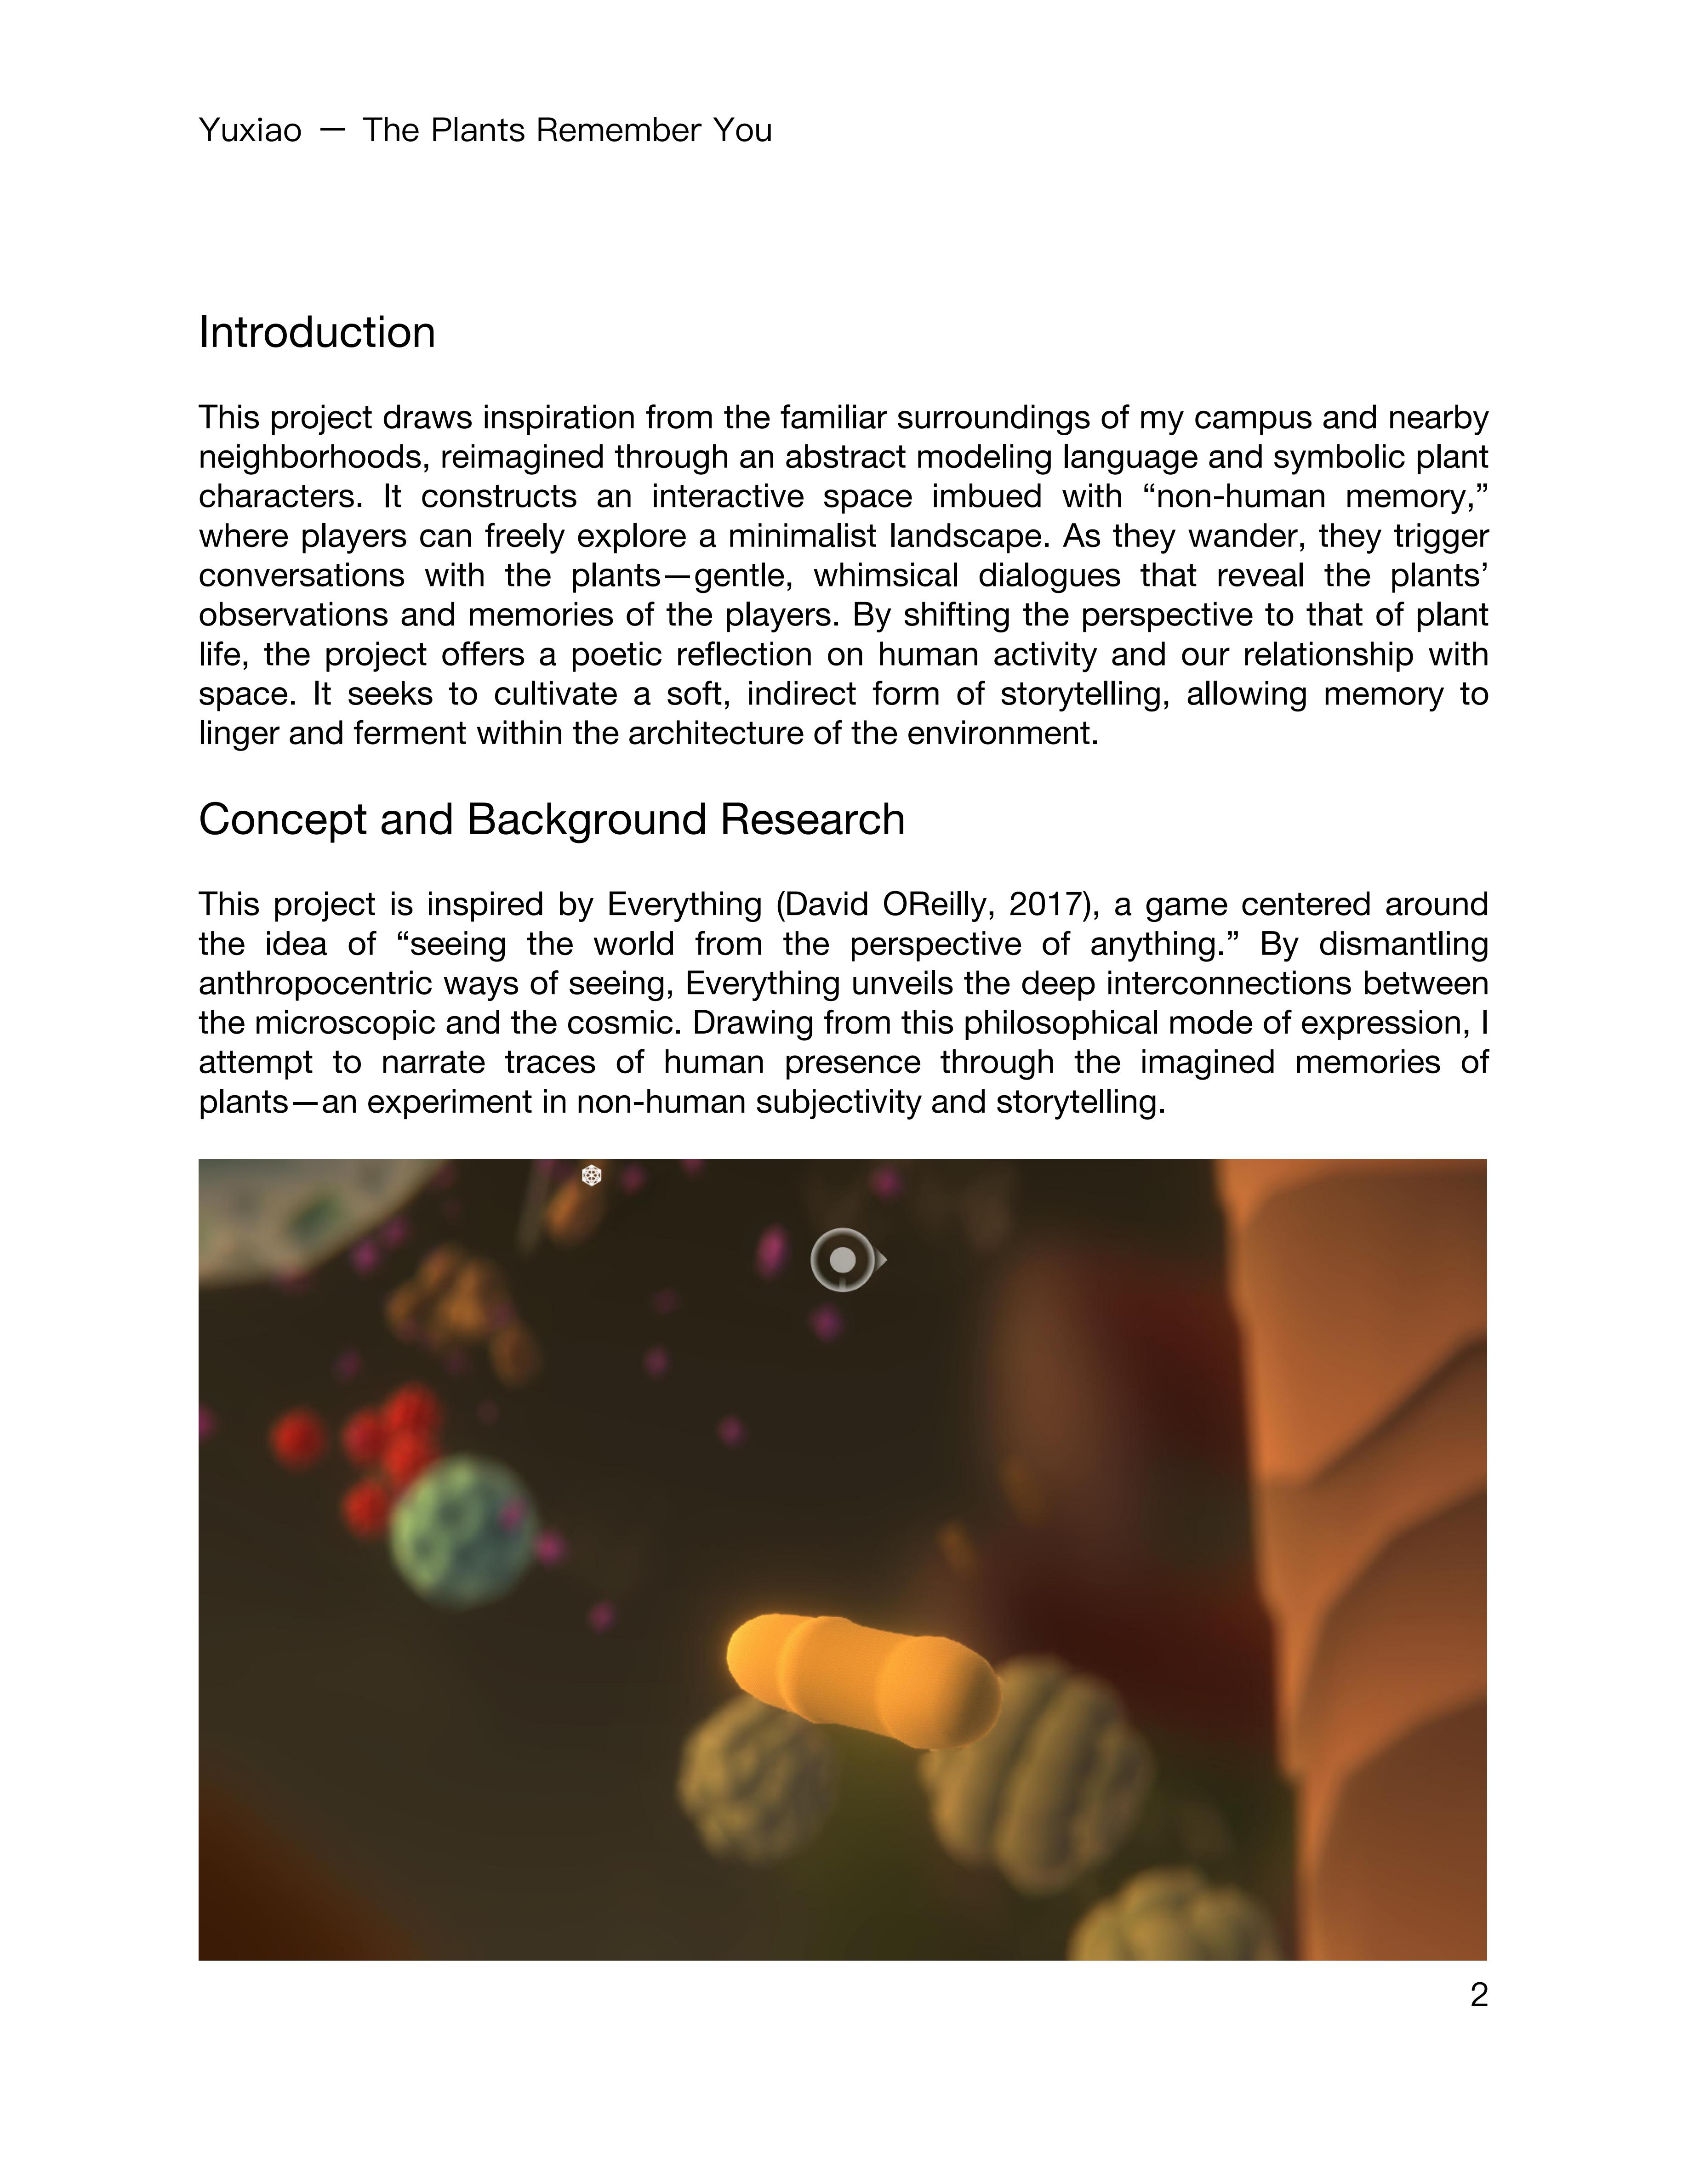 Yuxiao — The Plants Remember You
Introduction
This project draws inspiration from the familiar surroundings of my campus and nearby
neighborhoods, reimagined through an abstract modeling language and symbolic plant
characters. It constructs an interactive space imbued with “non-human memory,”
where players can freely explore a minimalist landscape. As they wander, they trigger
conversations with the plants—gentle, whimsical dialogues that reveal the plants’
observations and memories of the players. By shifting the perspective to that of plant
life, the project offers a poetic reflection on human activity and our relationship with
space. It seeks to cultivate a soft, indirect form of storytelling, allowing memory to
linger and ferment within the architecture of the environment.
Concept and Background Research
This project is inspired by Everything (David OReilly, 2017), a game centered around
the idea of “seeing the world from the perspective of anything.” By dismantling
anthropocentric ways of seeing, Everything unveils the deep interconnections between
the microscopic and the cosmic. Drawing from this philosophical mode of expression, I
attempt to narrate traces of human presence through the imagined memories of
plants—an experiment in non-human subjectivity and storytelling.
2